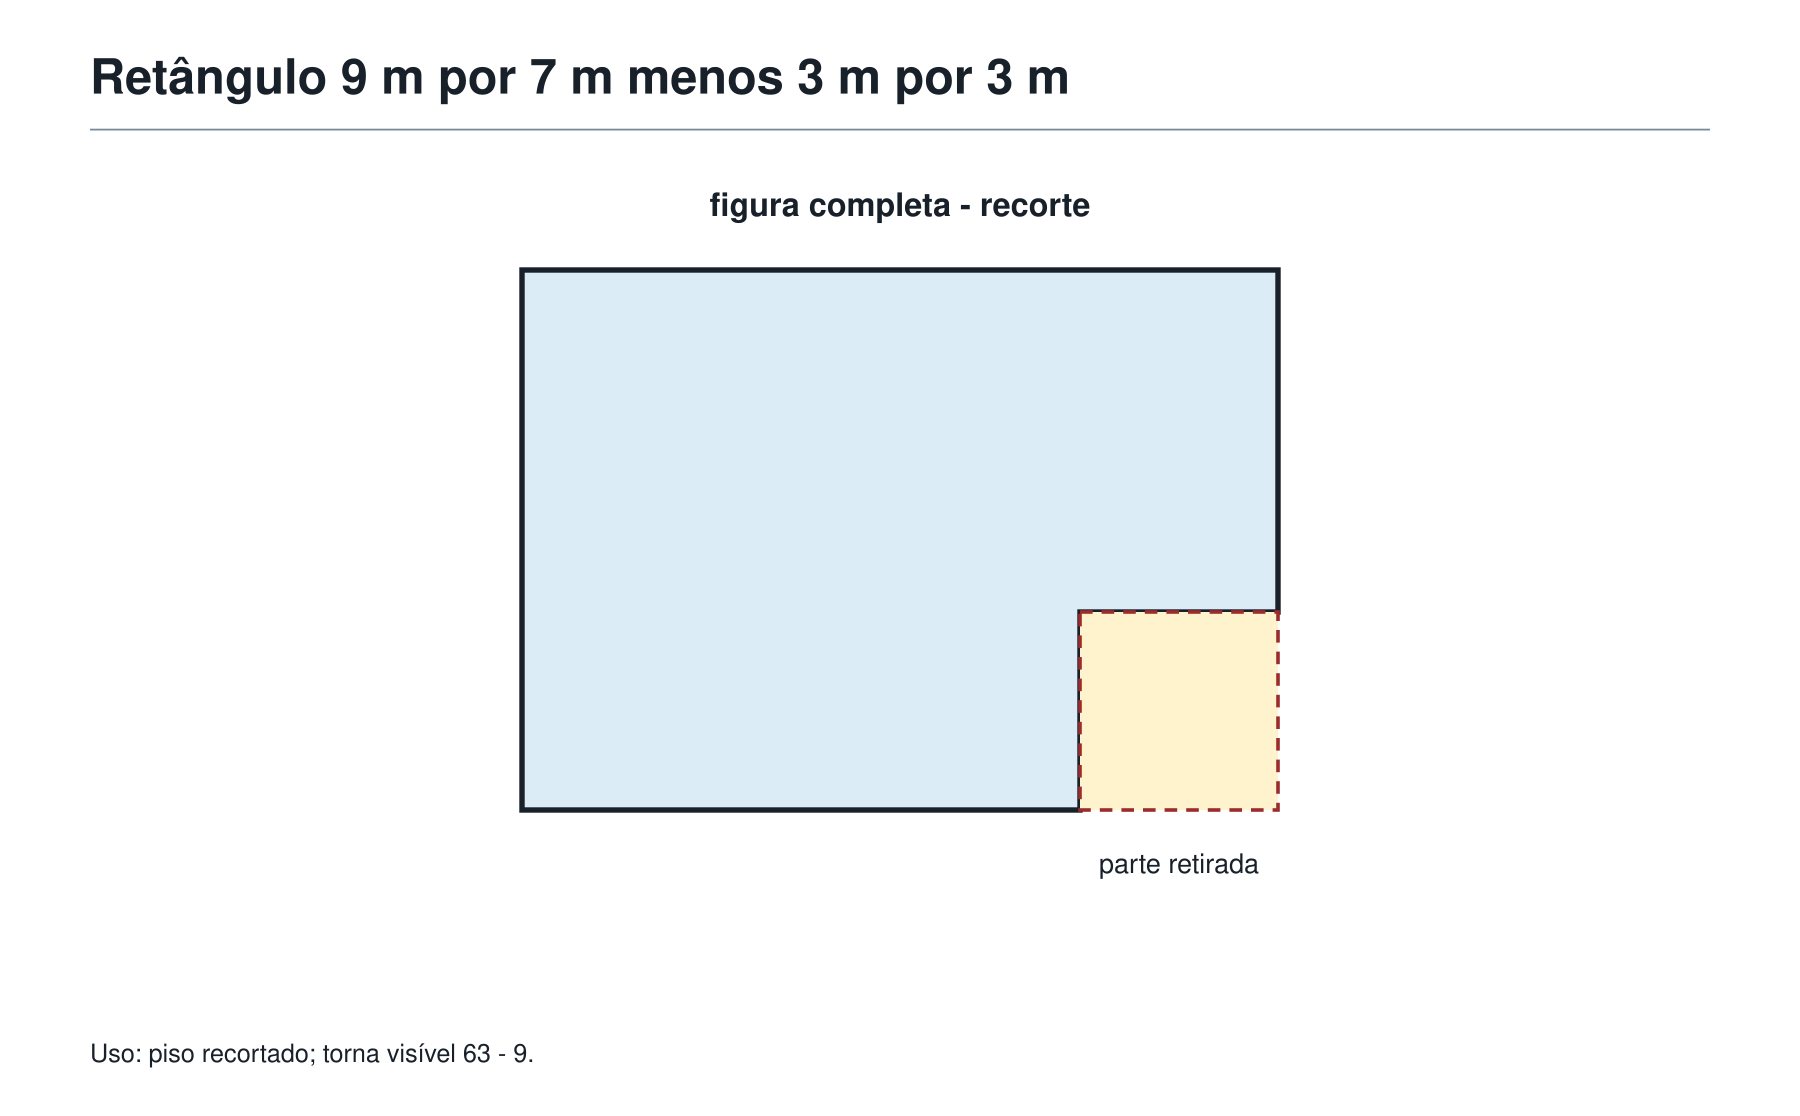 Retângulo 9 m por 7 m menos 3 m por 3 m
figura completa - recorte
parte retirada
Uso: piso recortado; torna visível 63 - 9.